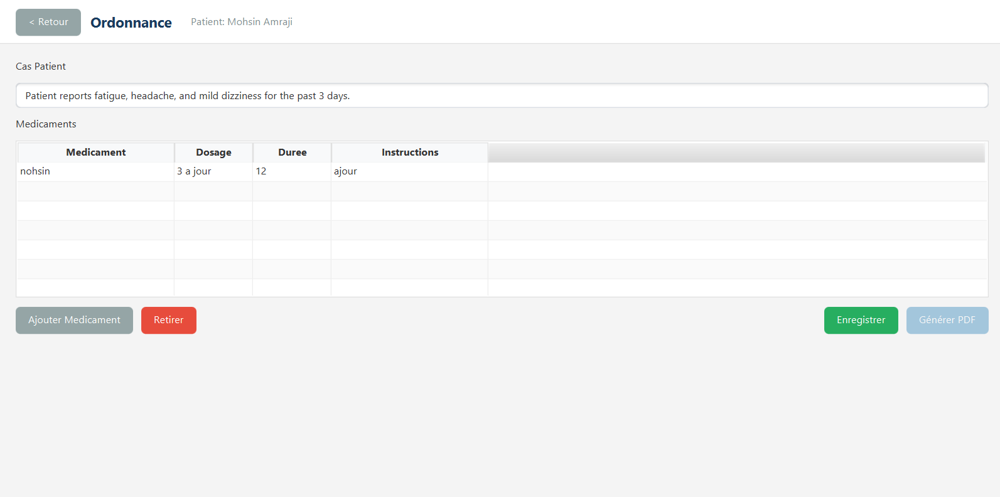 < Retour Ordonnance Patient: Mohsin Amraji
Cas Patient
Patient reports fatigue, headache, and mild dizziness for the past 3 days.
Medicaments
Medicament Dosage Duree Instructions
nohsin 3 a jour 12 ajour
Ajouter Medicament Retirer Enregistrer Générer PDF